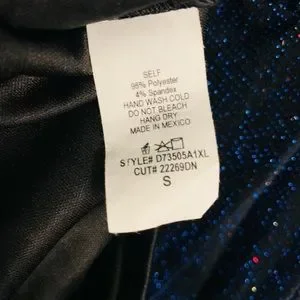 SELF
96% Polyester
4% Spandex
HAND WASH COLD
DO NOT BLEACH
HANG DRY
MADE IN MEXICO
STYLE# D73505A1XL
CUT# 22269DN
S